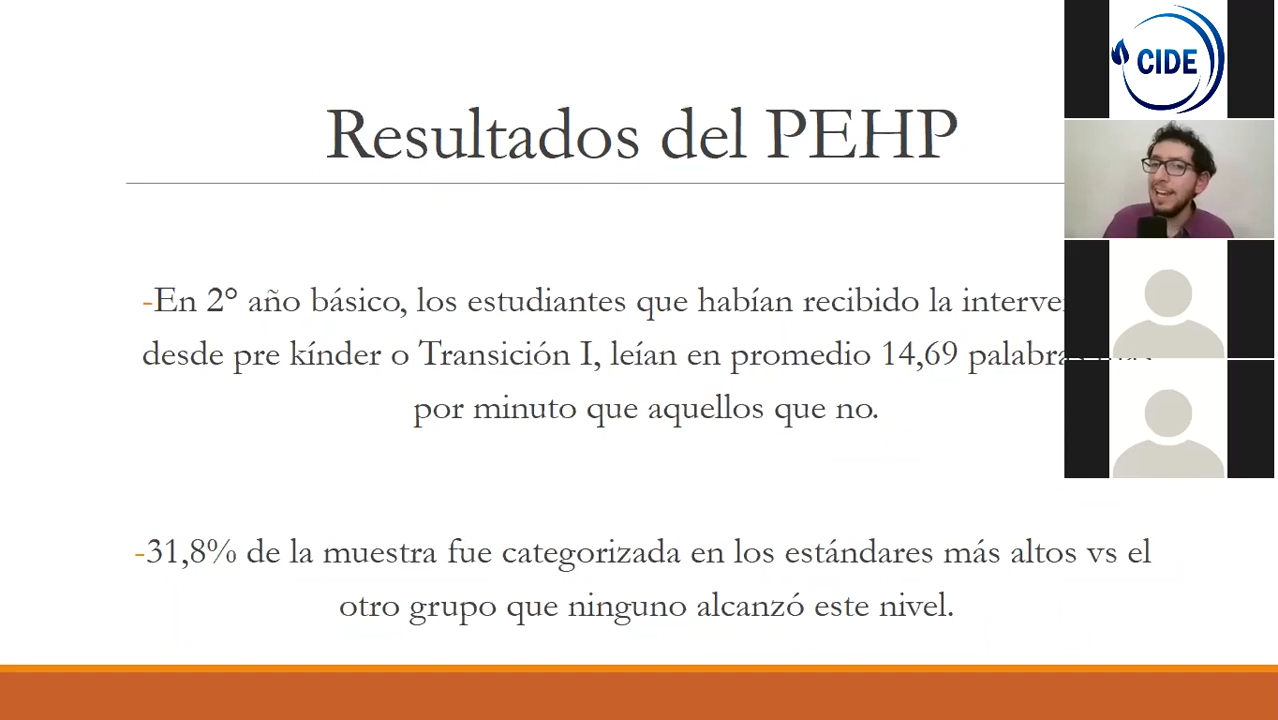 Resultados del PEHP
CIDE
-En 2° año básico, los estudiantes que habían recibido la
desde pre kínder o Transición I, leían en promedio 14,69
por minuto que aquellos que no.
-31,8% de la muestra fue categorizada en los estándares más altos vs el
otro grupo que ninguno alcanzó este nivel.